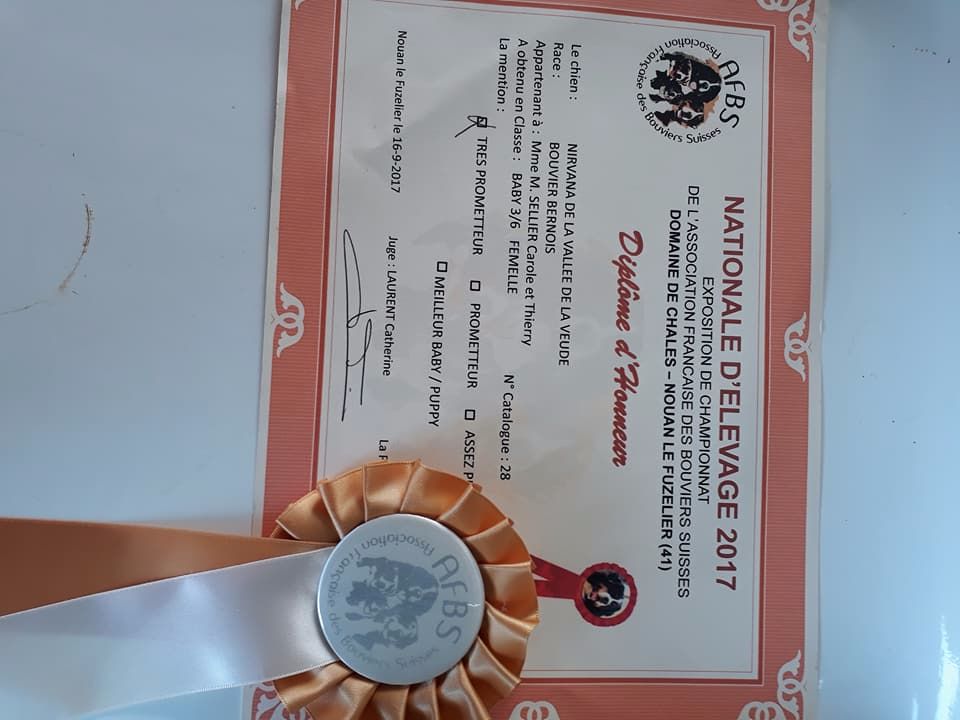 AFBS
Association Française des Bouviers Suisses
NATIONALE D'ELEVAGE 2017
EXPOSITION DE CHAMPIONNAT
DE L'ASSOCIATION FRANCAISE DES BOUVIERS SUISSES
DOMAINE DE CHALES – NOUAN LE FUZELIER (41)
Diplôme d'Honneur
Le chien : NIRVANA DE LA VALLEE DE LA VEUDE
Race : BOUVIER BERNOIS
Appartenant à : Mme M. SELLIER Carole et Thierry
A obtenu en Classe : BABY 3/6 FEMELLE N° Catalogue : 28
La mention :
TRES PROMETTEUR PROMETTEUR ASSEZ
MEILLEUR BABY / PUPPY
Nouan le Fuzelier le 16-9-2017 Juge : LAURENT Catherine La
AFBS
Association Française des Bouviers Suisses